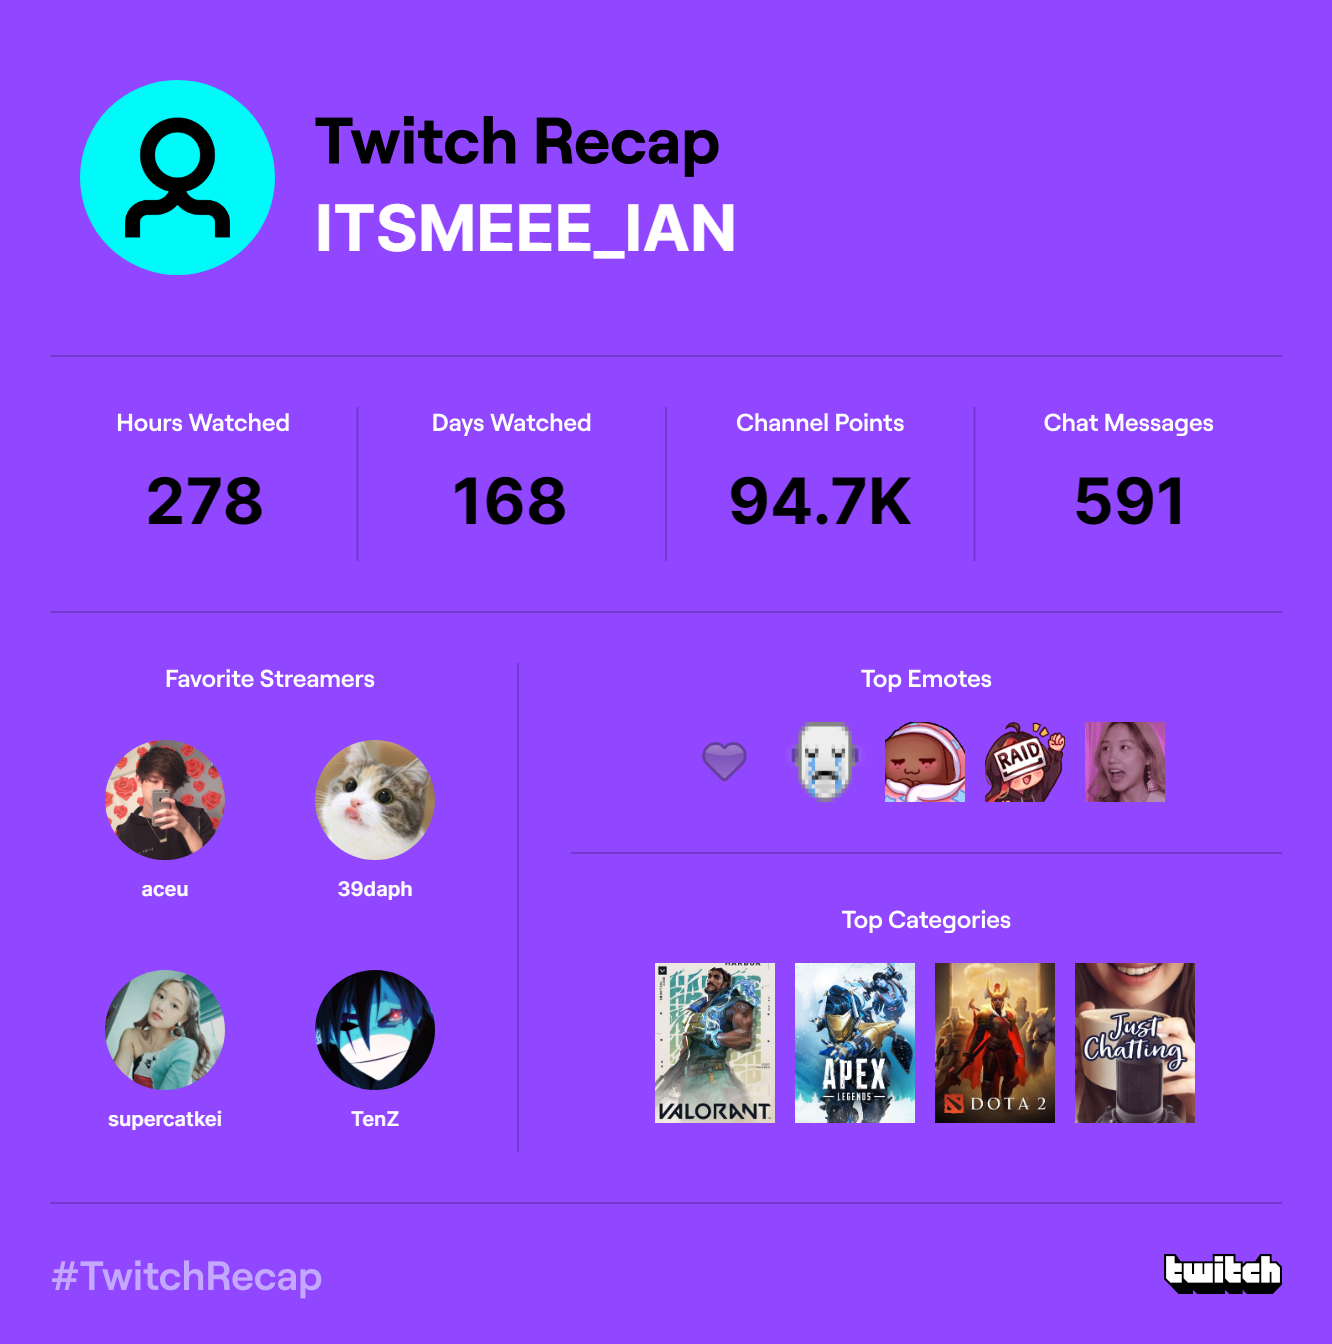 Twitch Recap
ITSMEEE_IAN
Hours Watched
278
Days Watched
168
Channel Points
94.7K
Chat Messages
591
Favorite Streamers
aceu
39daph
supercatkei
TenZ
Top Emotes
RAID
Top Categories
HARBOR
VALORANT
APEX
LEGENDS
DOTA 2
Just
Chatting
#TwitchRecap
twitch